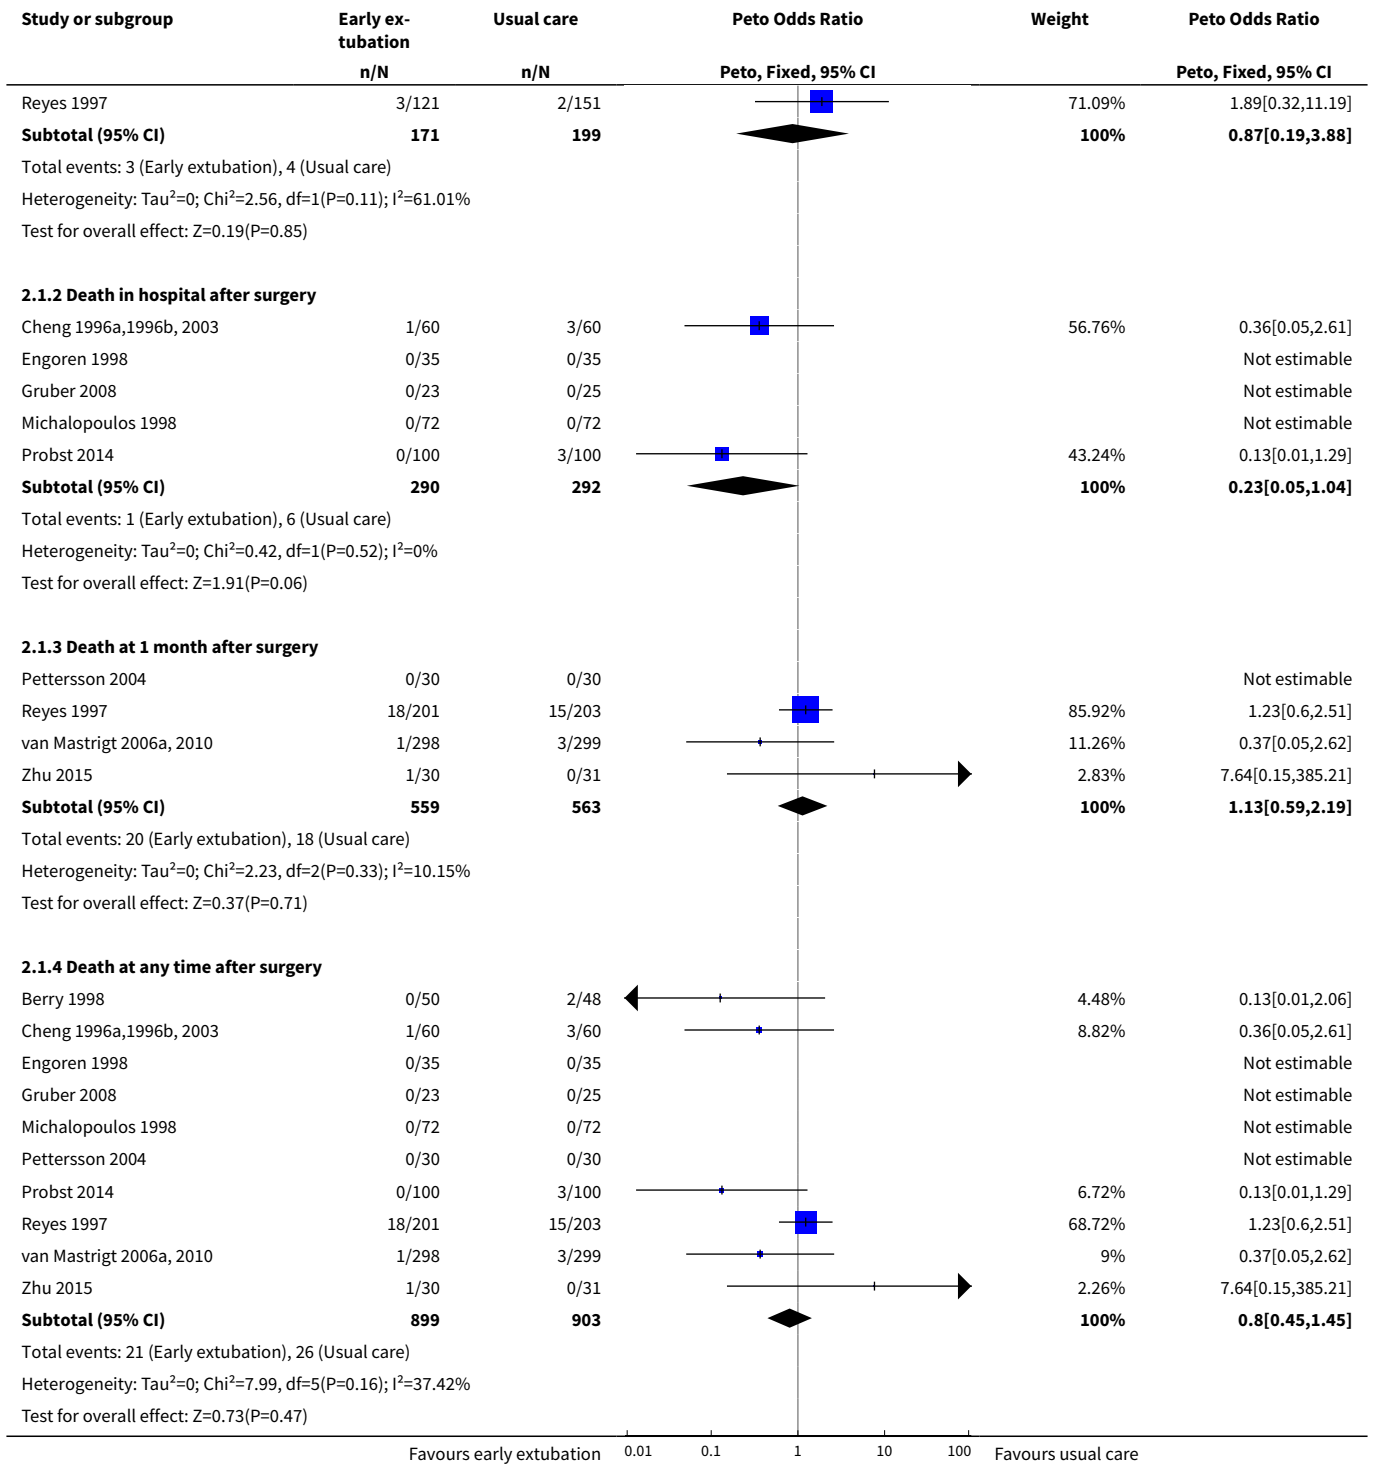 Study or subgroup Early ex- Usual care Peto Odds Ratio Weight Peto Odds Ratio
tubation
n/N n/N Peto, Fixed, 95% CI Peto, Fixed, 95% CI
Reyes 1997 3/121 2/151 71.09% 1.89[0.32,11.19]
Subtotal (95% CI) 171 199 100% 0.87[0.19,3.88]
Total events: 3 (Early extubation), 4 (Usual care)
Heterogeneity: Tau²=0; Chi²=2.56, df=1(P=0.11); I²=61.01%
Test for overall effect: Z=0.19(P=0.85)
2.1.2 Death in hospital after surgery
Cheng 1996a,1996b, 2003 1/60 3/60 56.76% 0.36[0.05,2.61]
Engoren 1998 0/35 0/35 Not estimable
Gruber 2008 0/23 0/25 Not estimable
Michalopoulos 1998 0/72 0/72 Not estimable
Probst 2014 0/100 3/100 43.24% 0.13[0.01,1.29]
Subtotal (95% CI) 290 292 100% 0.23[0.05,1.04]
Total events: 1 (Early extubation), 6 (Usual care)
Heterogeneity: Tau²=0; Chi²=0.42, df=1(P=0.52); I²=0%
Test for overall effect: Z=1.91(P=0.06)
2.1.3 Death at 1 month after surgery
Pettersson 2004 0/30 0/30 Not estimable
Reyes 1997 18/201 15/203 85.92% 1.23[0.6,2.51]
van Mastrigt 2006a, 2010 1/298 3/299 11.26% 0.37[0.05,2.62]
Zhu 2015 1/30 0/31 2.83% 7.64[0.15,385.21]
Subtotal (95% CI) 559 563 100% 1.13[0.59,2.19]
Total events: 20 (Early extubation), 18 (Usual care)
Heterogeneity: Tau²=0; Chi²=2.23, df=2(P=0.33); I²=10.15%
Test for overall effect: Z=0.37(P=0.71)
2.1.4 Death at any time after surgery
Berry 1998 0/50 2/48 4.48% 0.13[0.01,2.06]
Cheng 1996a,1996b, 2003 1/60 3/60 8.82% 0.36[0.05,2.61]
Engoren 1998 0/35 0/35 Not estimable
Gruber 2008 0/23 0/25 Not estimable
Michalopoulos 1998 0/72 0/72 Not estimable
Pettersson 2004 0/30 0/30 Not estimable
Probst 2014 0/100 3/100 6.72% 0.13[0.01,1.29]
Reyes 1997 18/201 15/203 68.72% 1.23[0.6,2.51]
van Mastrigt 2006a, 2010 1/298 3/299 9% 0.37[0.05,2.62]
Zhu 2015 1/30 0/31 2.26% 7.64[0.15,385.21]
Subtotal (95% CI) 899 903 100% 0.8[0.45,1.45]
Total events: 21 (Early extubation), 26 (Usual care)
Heterogeneity: Tau²=0; Chi²=7.99, df=5(P=0.16); I²=37.42%
Test for overall effect: Z=0.73(P=0.47)
Favours early extubation 0.01 0.1 1 10 100 Favours usual care